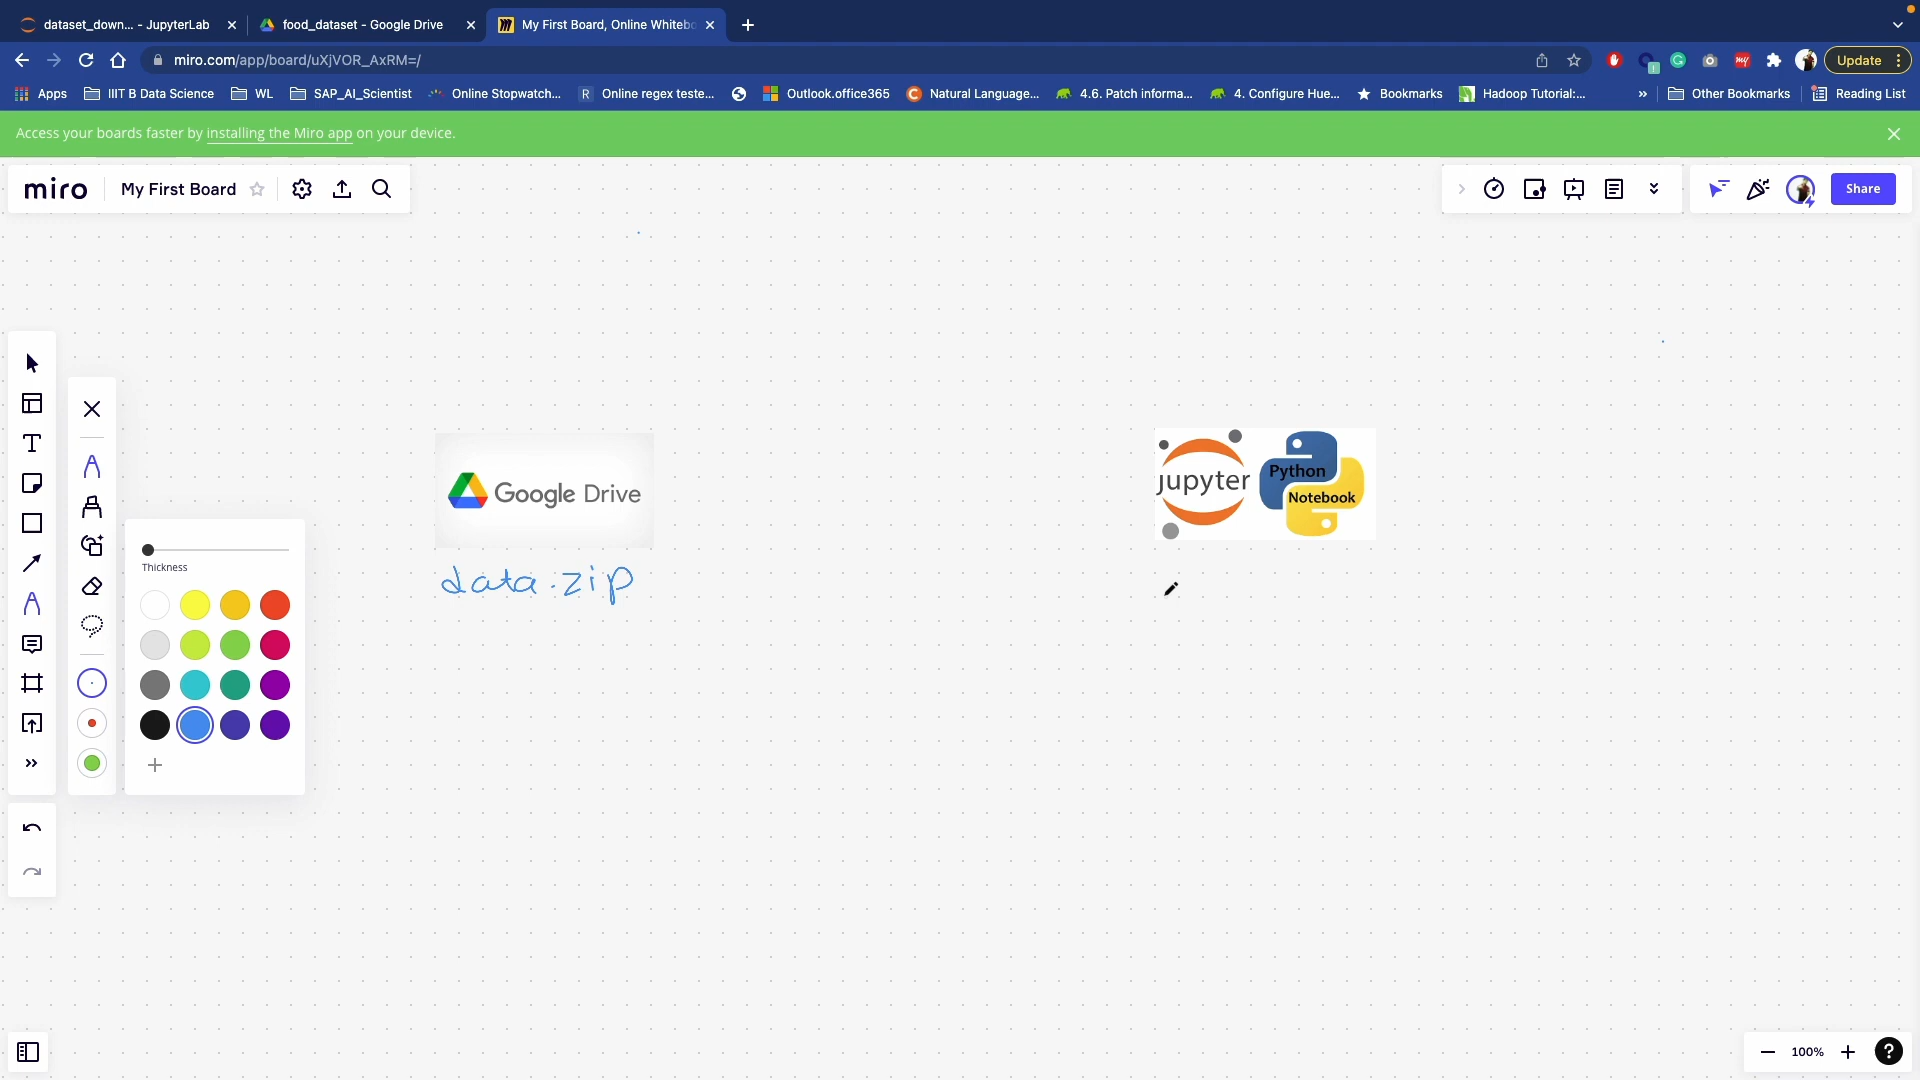 dataset_down... - JupyterLab
food_dataset - Google Drive
My First Board, Online Whitebo
miro.com/app/board/uXjVOR_AxRM=/
Update
Apps
IIIT B Data Science
WL
SAP_AI_Scientist
Online Stopwatch...
R Online regex teste...
Outlook.office365
C Natural Language...
4.6. Patch informa...
4. Configure Hue...
Bookmarks
Hadoop Tutorial:...
»
Other Bookmarks
Reading List
Access your boards faster by installing the Miro app on your device.
miro
My First Board
Share
Google Drive
Jupyter
Python
Notebook
data.zip
Thickness
100%